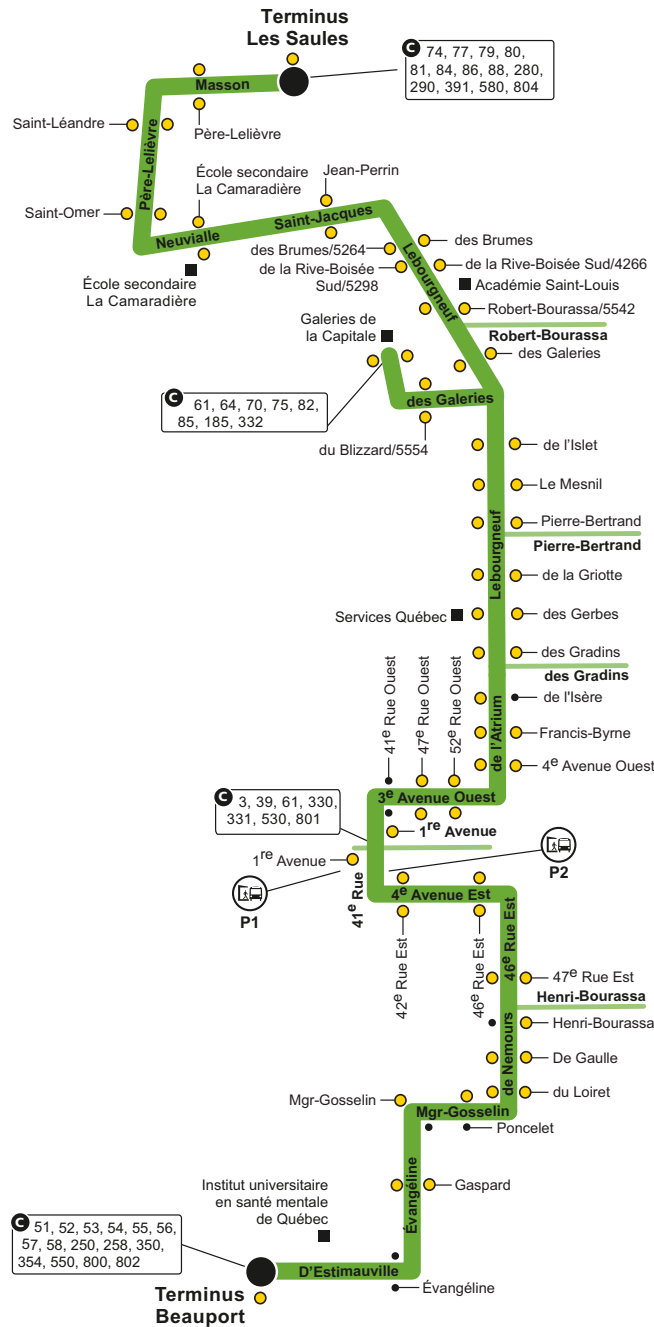 Terminus
Les Saules
C 74, 77, 79, 80,
81, 84, 86, 88, 280,
290, 391, 580, 804
Masson
Saint-Léandre
Père-Lelièvre
Père-Lelièvre
École secondaire
La Camaradière
Jean-Perrin
Saint-Omer
Saint-Jacques
Neuvialle
des Brumes/5264
de la Rive-Boisée
Sud/5298
Lebourgneuf
des Brumes
de la Rive-Boisée Sud/4266
École secondaire
La Camaradière
Académie Saint-Louis
Robert-Bourassa/5542
Galeries de
la Capitale
Robert-Bourassa
des Galeries
C 61, 64, 70, 75, 82,
85, 185, 332
des Galeries
du Blizzard/5554
de l'Islet
Le Mesnil
Pierre-Bertrand
Pierre-Bertrand
Lebourgneuf
de la Griotte
Services Québec
des Gerbes
des Gradins
des Gradins
41e Rue Ouest
47e Rue Ouest
52e Rue Ouest
de l'Isère
de l'Atrium
Francis-Byrne
4e Avenue Ouest
C 3, 39, 61, 330,
331, 530, 801
3e Avenue Ouest
1re Avenue
1re Avenue
P2
P1
41e Rue
4e Avenue Est
42e Rue Est
46e Rue Est
46e Rue Est
47e Rue Est
Henri-Bourassa
Henri-Bourassa
de Nemours
De Gaulle
du Loiret
Mgr-Gosselin
Mgr-Gosselin
Poncelet
Évangéline
Gaspard
Institut universitaire
en santé mentale
de Québec
C 51, 52, 53, 54, 55, 56,
57, 58, 250, 258, 350,
354, 550, 800, 802
D'Estimauville
Évangéline
Terminus
Beauport